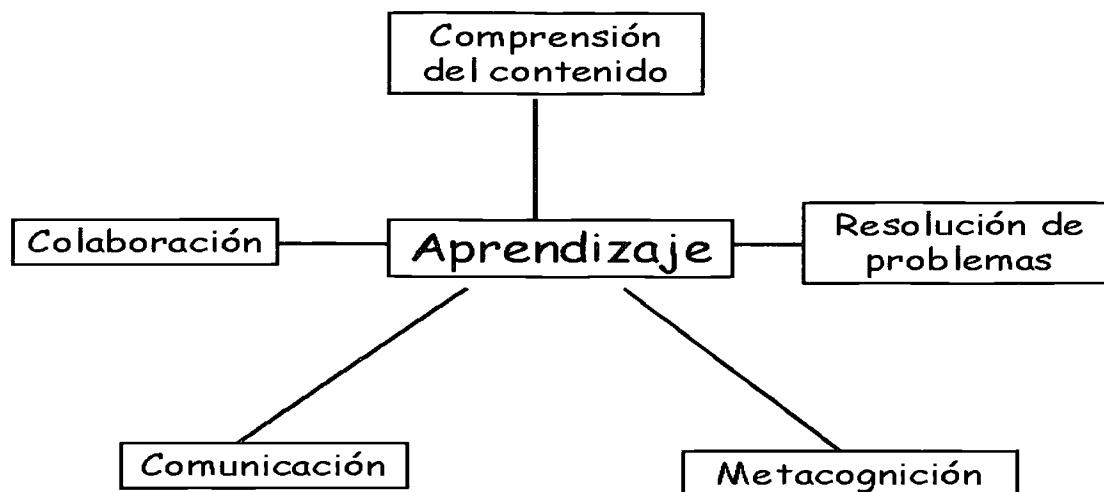 Comprensión
del contenido
Colaboración
Aprendizaje
Resolución de
problemas
Comunicación
Metacognición